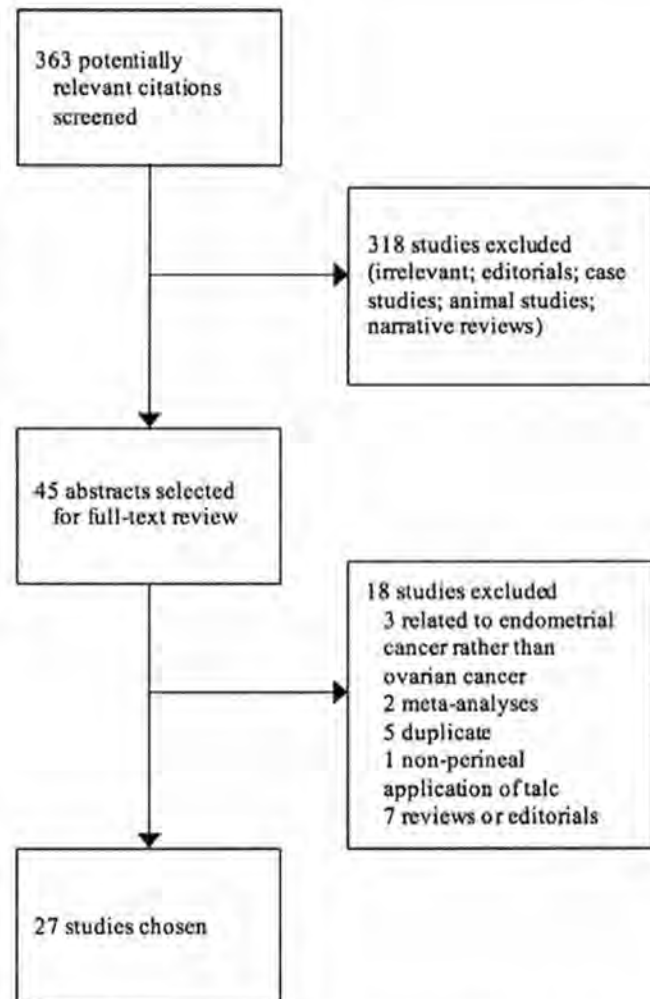 363 potentially
relevant citations
screened
318 studies excluded
(irrelevant; editorials; case
studies; animal studies;
narrative reviews)
45 abstracts selected
for full-text review
18 studies excluded
3 related to endometrial
cancer rather than
ovarian cancer
2 meta-analyses
5 duplicate
1 non-perineal
application of talc
7 reviews or editorials
27 studies chosen